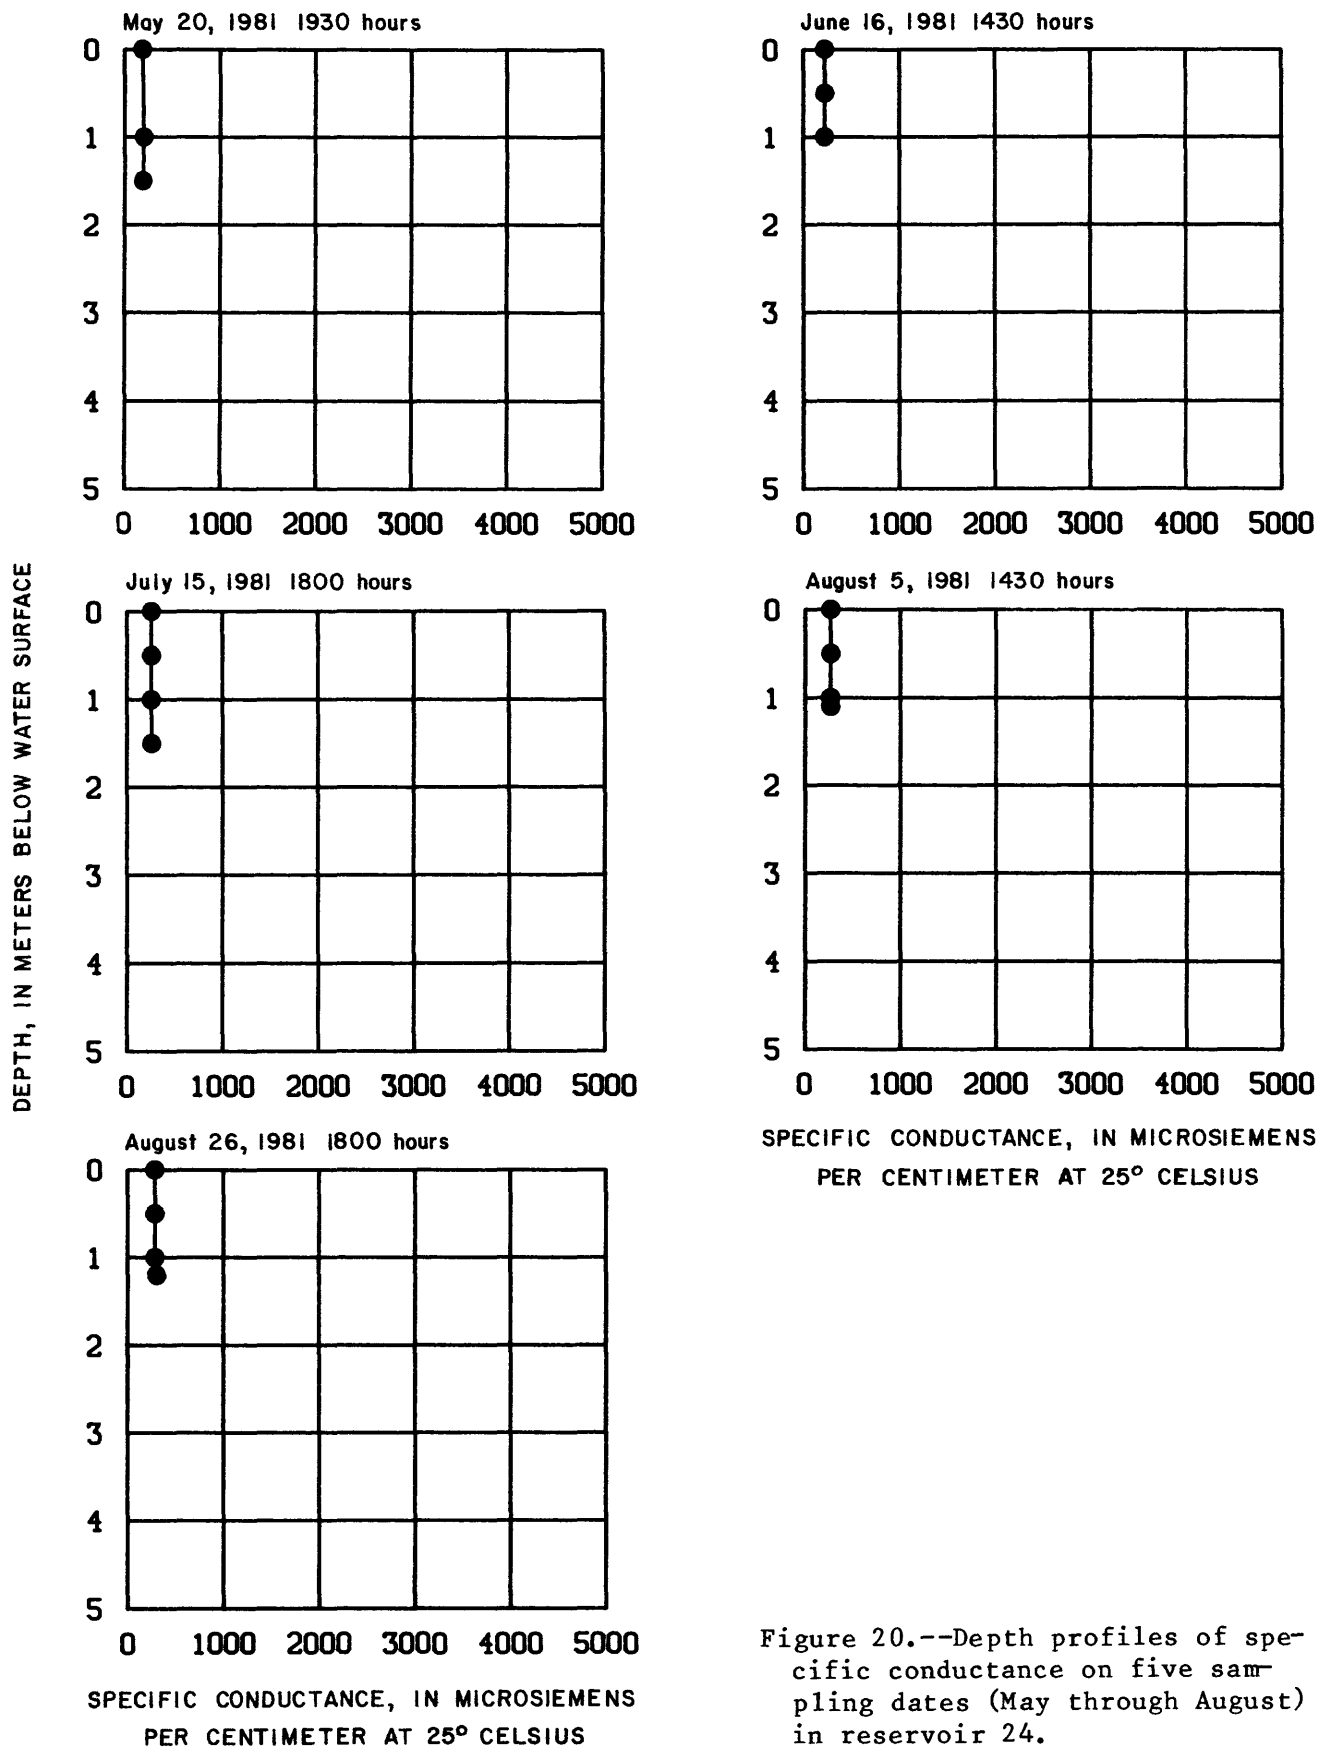 May 20, 1981 1930 hours
0
1
2
3
4
5
0 1000 2000 3000 4000 5000
June 16, 1981 1430 hours
0
1
2
3
4
5
0 1000 2000 3000 4000 5000
DEPTH, IN METERS BELOW WATER SURFACE
July 15, 1981 1800 hours
0
1
2
3
4
5
0 1000 2000 3000 4000 5000
August 5, 1981 1430 hours
0
1
2
3
4
5
0 1000 2000 3000 4000 5000
SPECIFIC CONDUCTANCE, IN MICROSIEMENS
PER CENTIMETER AT 25° CELSIUS
August 26, 1981 1800 hours
0
1
2
3
4
5
0 1000 2000 3000 4000 5000
SPECIFIC CONDUCTANCE, IN MICROSIEMENS
PER CENTIMETER AT 25° CELSIUS
Figure 20.--Depth profiles of spe-
cific conductance on five sam-
pling dates (May through August)
in reservoir 24.